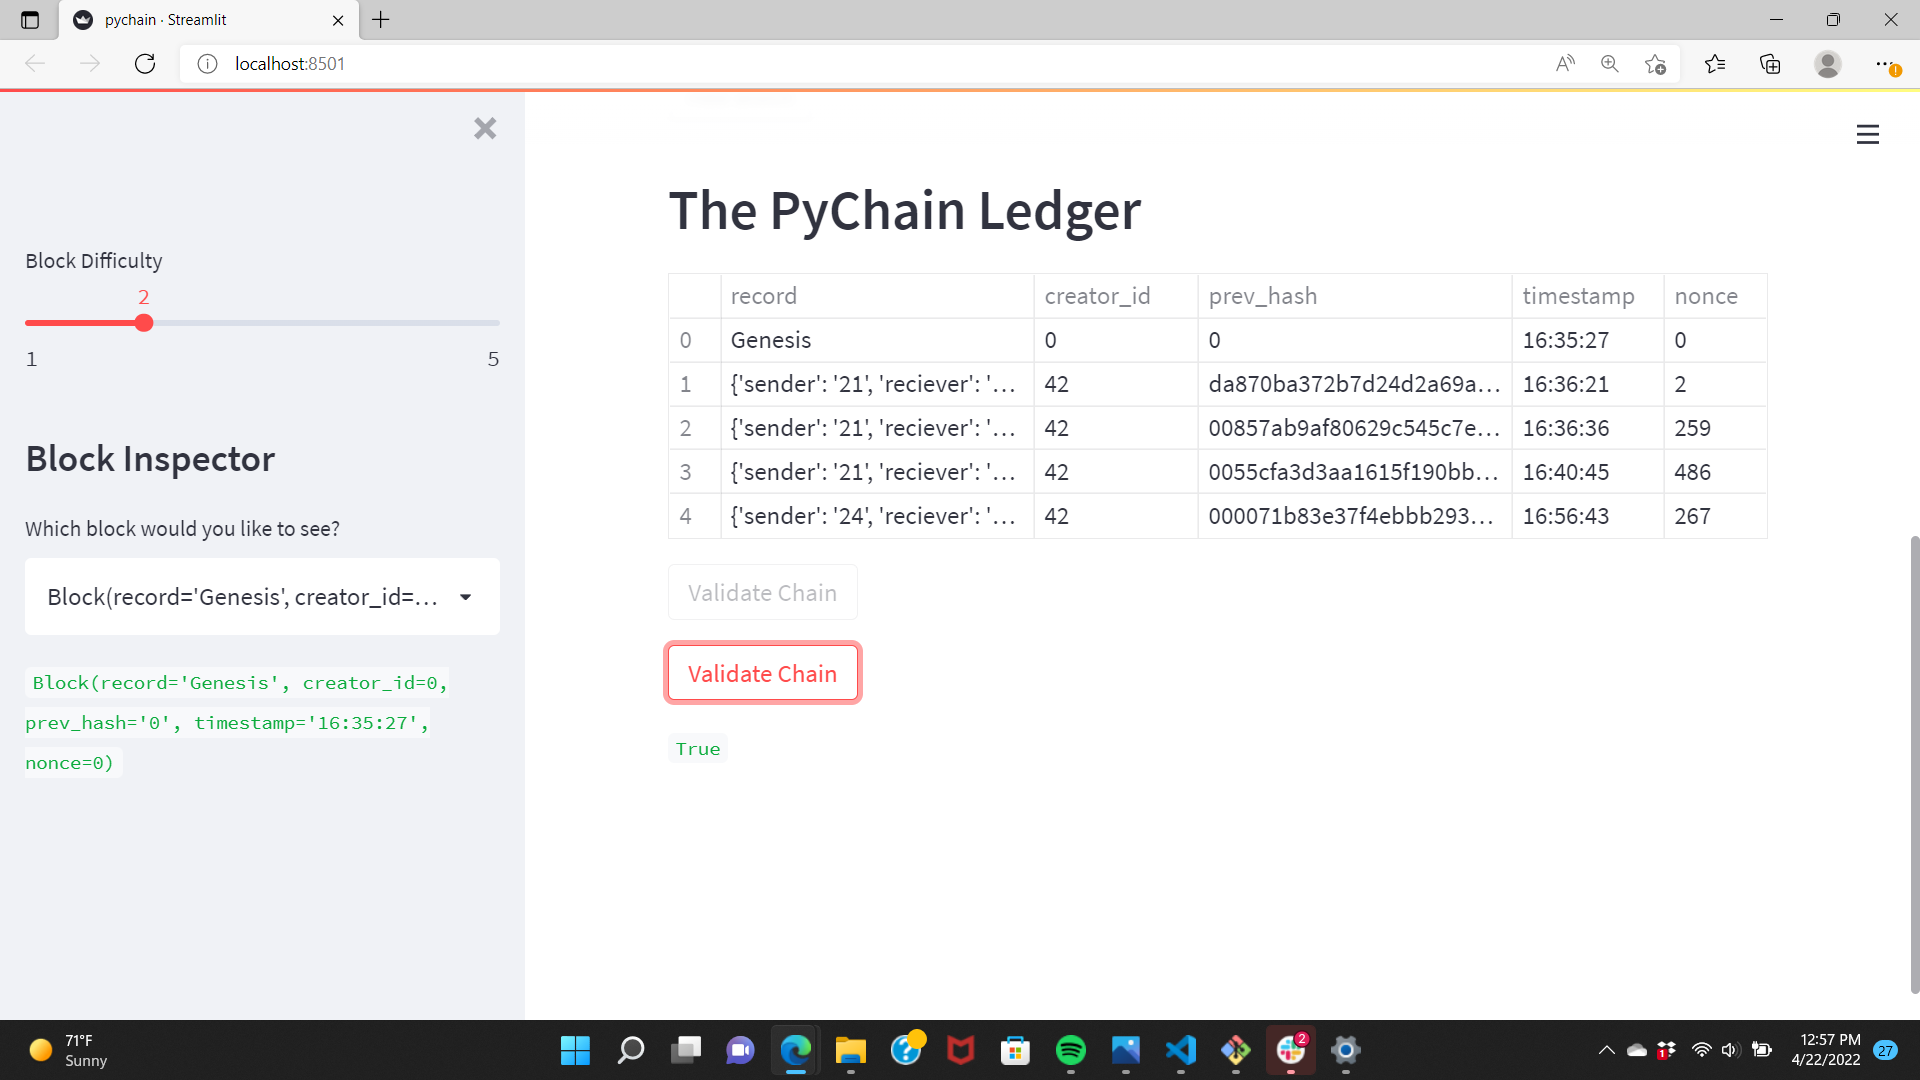 pychain · Streamlit
localhost:8501
Block Difficulty
2
1 5
Block Inspector
Which block would you like to see?
Block(record='Genesis', creator_id=...
Block(record='Genesis', creator_id=0,
prev_hash='0', timestamp='16:35:27',
nonce=0)
The PyChain Ledger
record creator_id prev_hash timestamp nonce
0 Genesis 0 0 16:35:27 0
1 {'sender': '21', 'reciever': '... 42 da870ba372b7d24d2a69a... 16:36:21 2
2 {'sender': '21', 'reciever': '... 42 00857ab9af80629c545c7e... 16:36:36 259
3 {'sender': '21', 'reciever': '... 42 0055cfa3d3aa1615f190bb... 16:40:45 486
4 {'sender': '24', 'reciever': '... 42 000071b83e37f4ebbb293... 16:56:43 267
Validate Chain
Validate Chain
True
71°F
Sunny
2
1
12:57 PM
4/22/2022
27